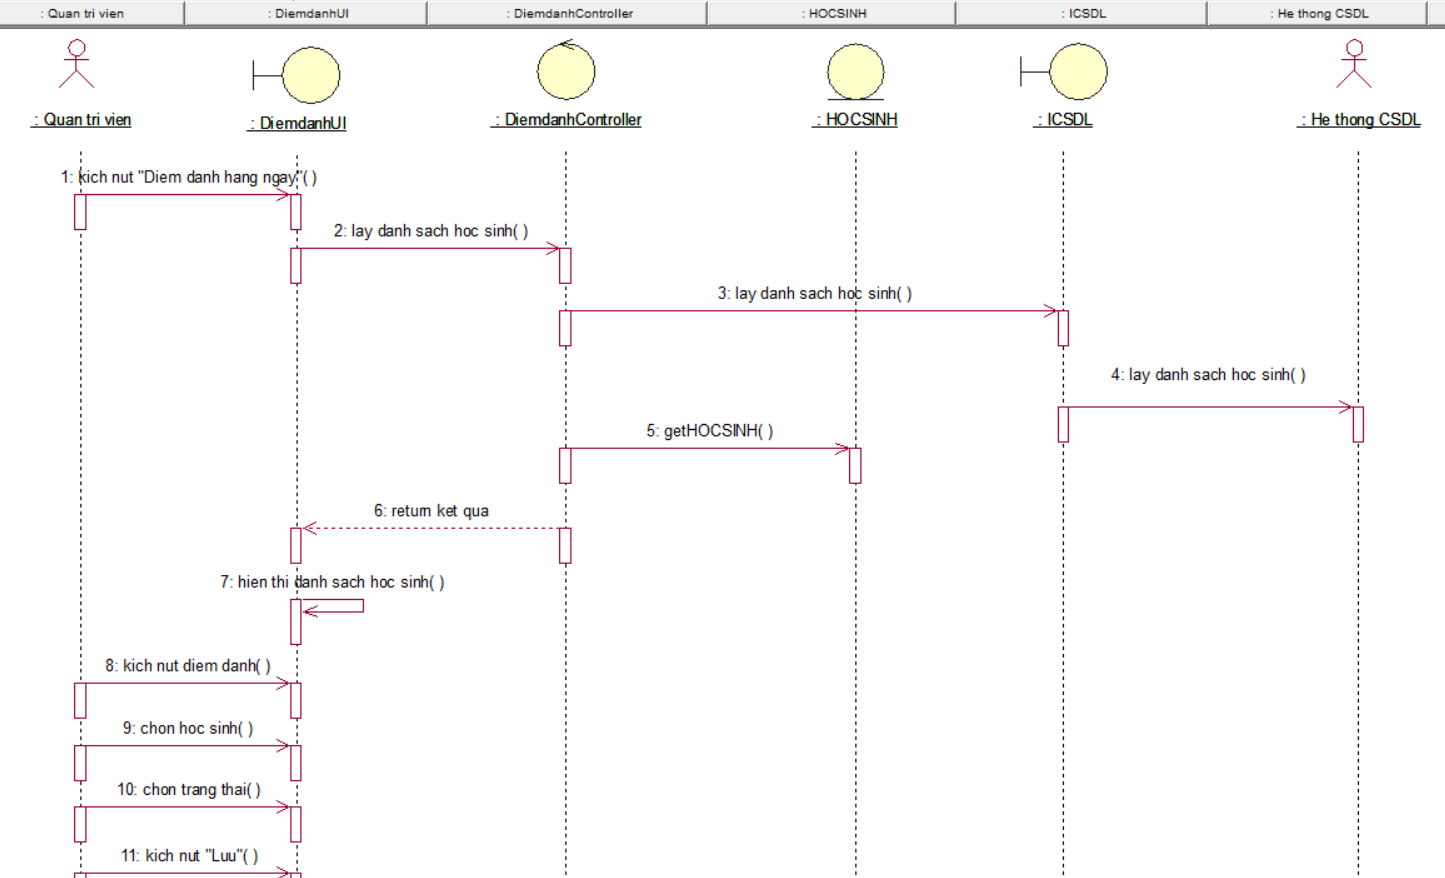 : Quan tri vien
: DiemdanhUI
: DiemdanhController
: HOCSINH
: ICSDL
: He thong CSDL
: Quan tri vien
: DiemdanhUI
: DiemdanhController
: HOCSINH
: ICSDL
: He thong CSDL
1: kich nut "Diem danh hang ngay"( )
2: lay danh sach hoc sinh( )
3: lay danh sach hoc sinh( )
4: lay danh sach hoc sinh( )
5: getHOCSINH( )
6: return ket qua
7: hien thi danh sach hoc sinh( )
8: kich nut diem danh( )
9: chon hoc sinh( )
10: chon trang thai( )
11: kich nut "Luu"( )